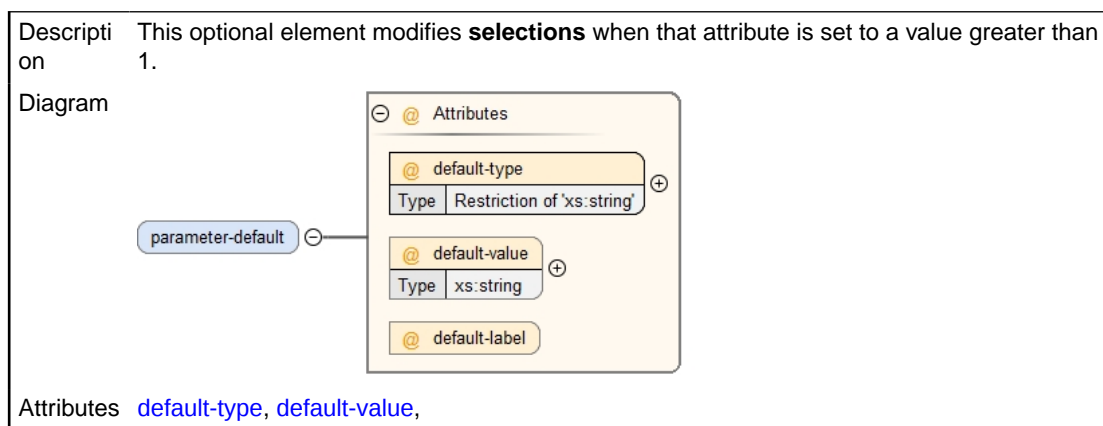 Descripti This optional element modifies selections when that attribute is set to a value greater than
on 1.
Diagram
@ Attributes
@ default-type
Type Restriction of 'xs:string'
parameter-default
@ default-value
Type xs:string
@ default-label
Attributes default-type, default-value,